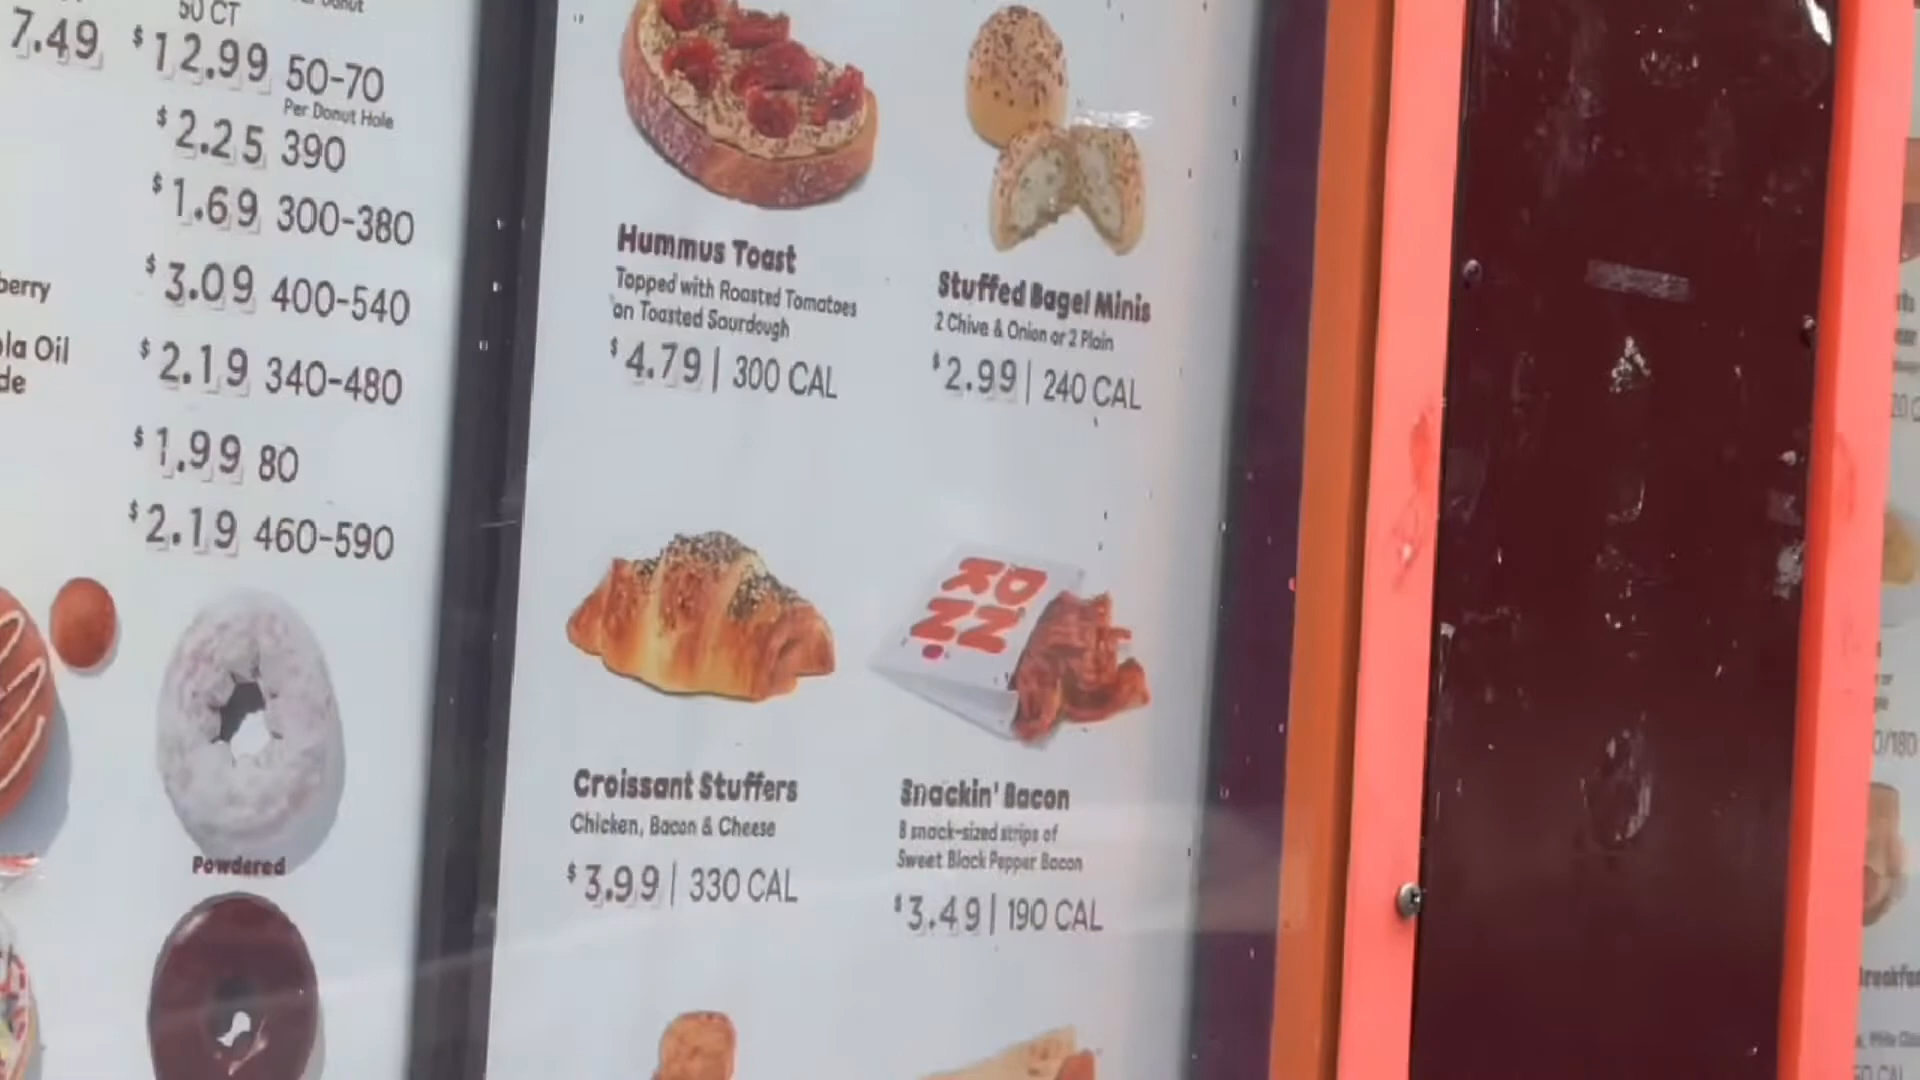 50 CT
7.49 $12.99 50-70
Per Donut Hole
$2.25 390
$1.69 300-380
$3.09 400-540
berry
$2.19 340-480
Oil
$1.99 80
$2.19 460-590
Powdered
Hummus Toast
Topped with Roasted Tomatoes
on Toasted Sourdough
$4.79 | 300 CAL
Stuffed Bagel Minis
2 Chive & Onion or 2 Plain
$2.99 | 240 CAL
Croissant Stuffers
Chicken, Bacon & Cheese
$3.99 | 330 CAL
Snackin' Bacon
8 snack-sized strips of
Sweet Black Pepper Bacon
$3.49 | 190 CAL